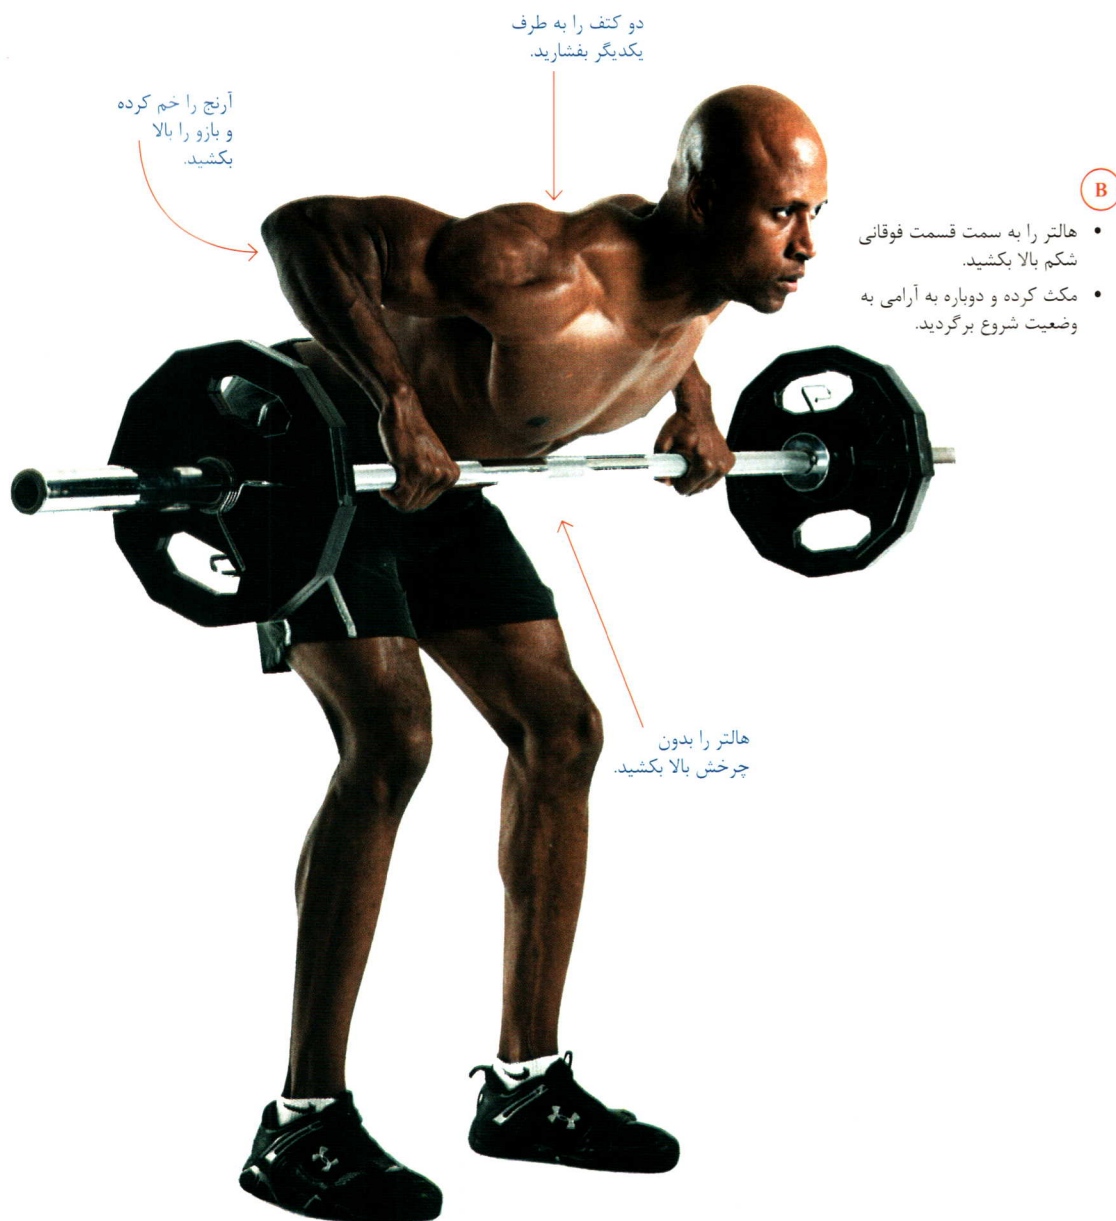 دو کتف را به طرف
یکدیگر بفشارید.
آرنج را خم کرده
و بازو را بالا
بکشید.
B
• هالتر را به سمت قسمت فوقانی
شکم بالا بکشید.
• مکث کرده و دوباره به آرامی به
وضعیت شروع برگردید.
هالتر را بدون
چرخش بالا بکشید.